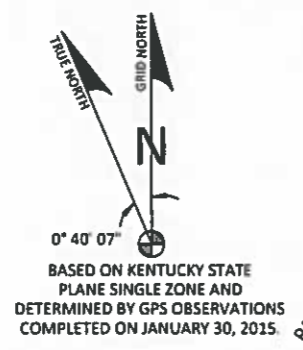 TRUE NORTH
GRID NORTH
N
0° 40' 07"
BASED ON KENTUCKY STATE
PLANE SINGLE ZONE AND
DETERMINED BY GPS OBSERVATIONS
COMPLETED ON JANUARY 30, 2015.